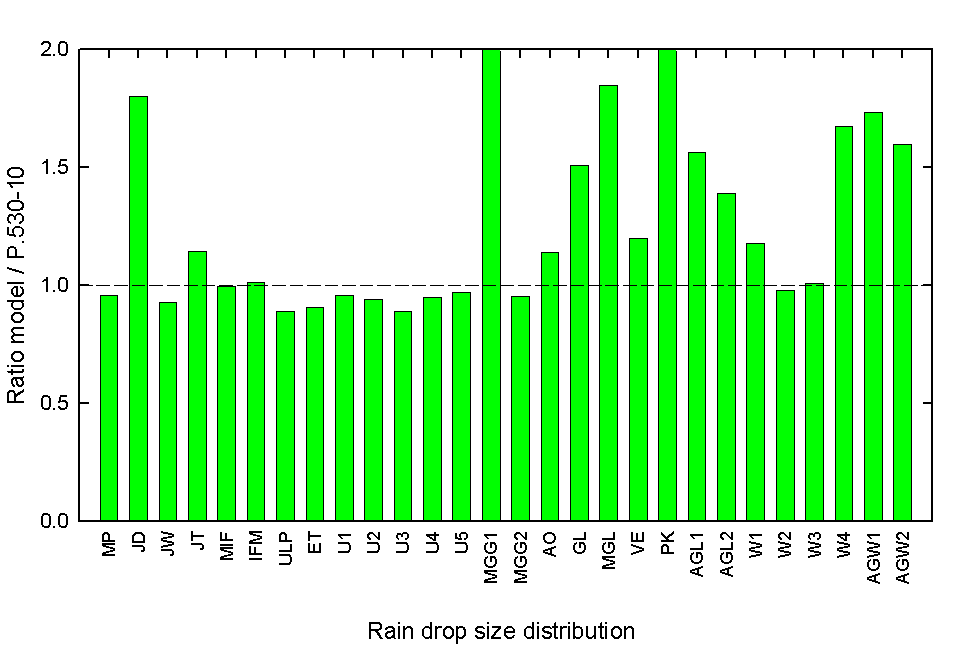 2.0
1.5
1.0
0.5
0.0
Ratio model / P.530-10
MP
JD
JW
JT
MIF
IFM
ULP
ET
U1
U2
U3
U4
U5
MGG1
MGG2
AO
GL
MGL
VE
PK
AGL1
AGL2
W1
W2
W3
W4
AGW1
AGW2
Rain drop size distribution